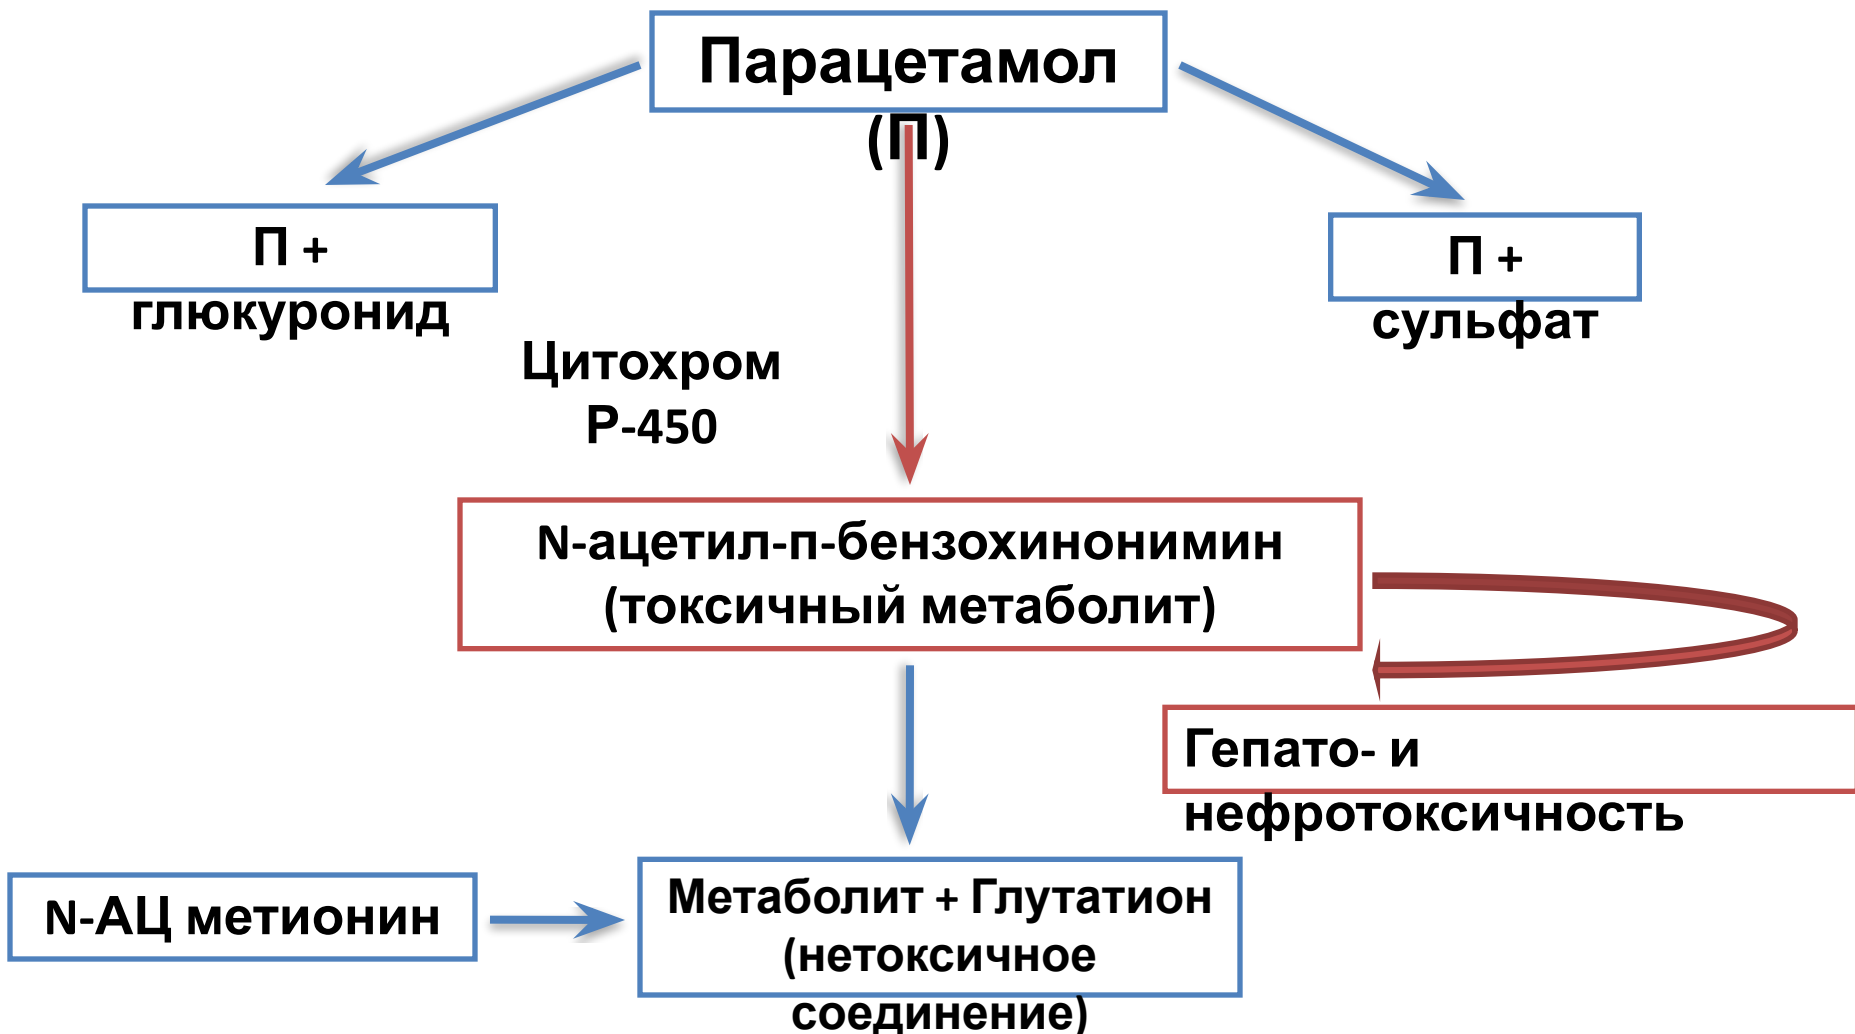 Парацетамол
(П)
П +
глюкуронид
П +
сульфат
Цитохром
Р-450
N-ацетил-п-бензохинонимин
(токсичный метаболит)
Гепато- и
нефротоксичность
N-АЦ метионин
Метаболит + Глутатион
(нетоксичное
соединение)